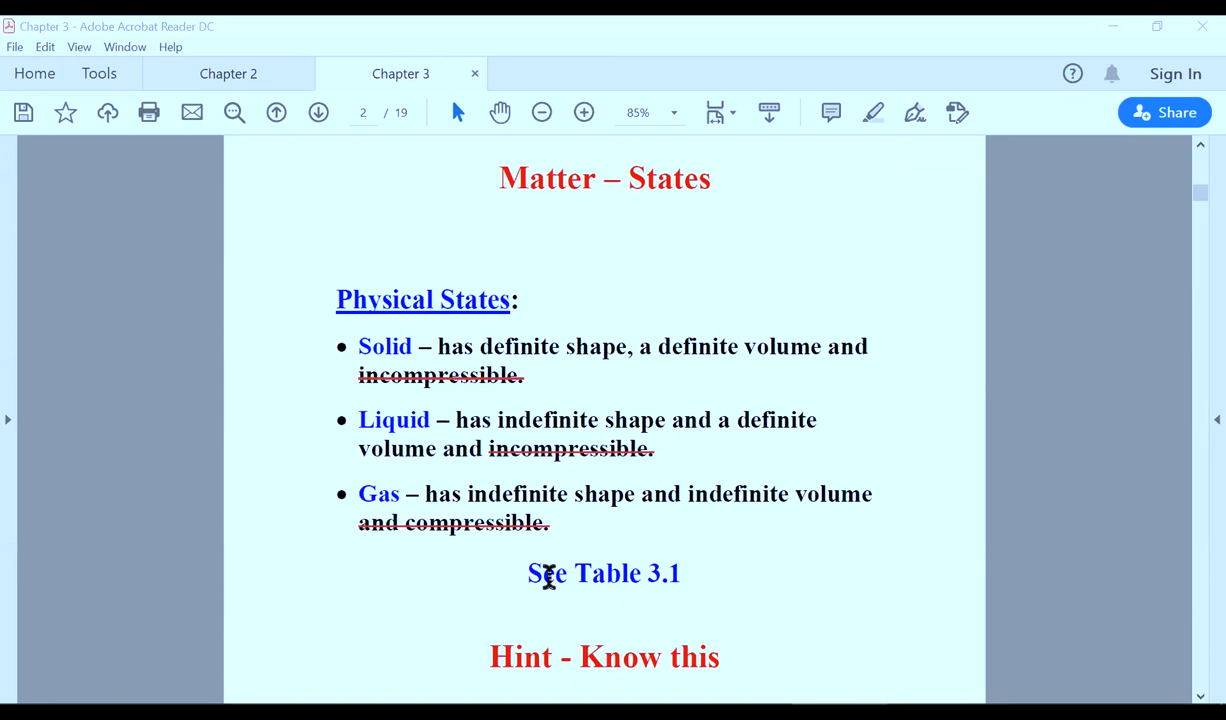 Chapter 3 - Adobe Acrobat Reader DC
File Edit View Window Help
Home Tools Chapter 2 Chapter 3 × ? Sign In
2 / 19 85% Share
Matter – States
Physical States:
• Solid – has definite shape, a definite volume and
incompressible.
• Liquid – has indefinite shape and a definite
volume and incompressible.
• Gas – has indefinite shape and indefinite volume
and compressible.
See Table 3.1
Hint - Know this